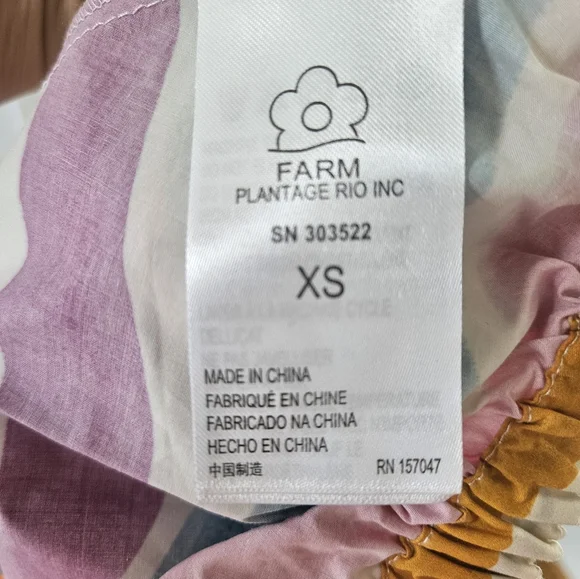 FARM
PLANTAGE RIO INC
SN 303522
XS
MADE IN CHINA
FABRIQUÉ EN CHINE
FABRICADO NA CHINA
HECHO EN CHINA
中国制造 RN 157047